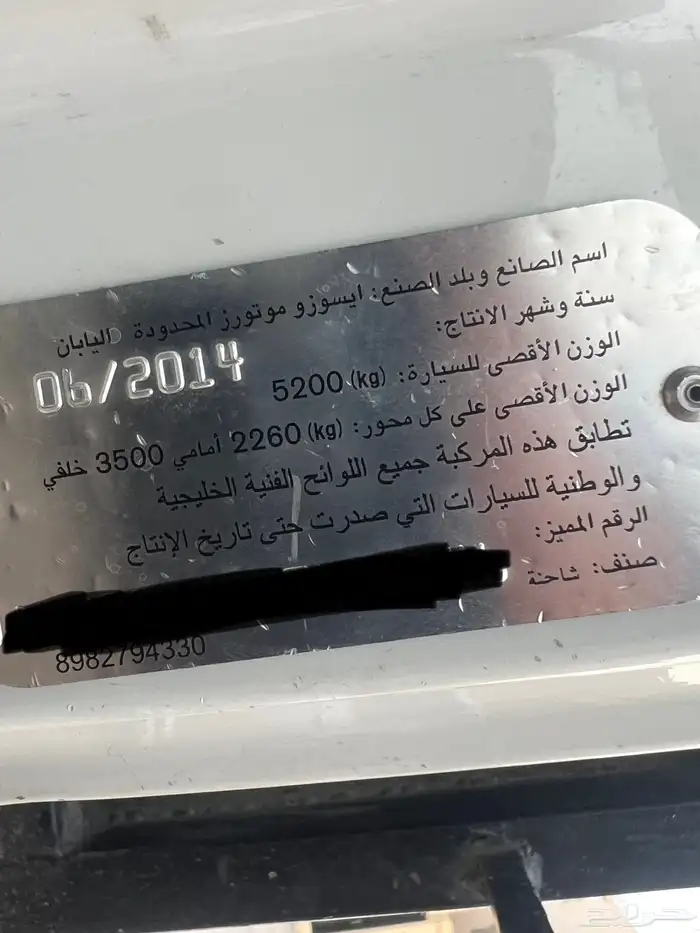 اسم الصانع وبلد الصنع: ايسوزو موتورز المحدودة اليابان
سنة وشهر الانتاج:
06/2014
الوزن الأقصى للسيارة: (kg) 5200
الوزن الأقصى على كل محور: (kg) 2260 أمامي 3500 خلفي
تطابق هذه المركبة جميع اللوائح الفنية الخليجية
والوطنية للسيارات التي صدرت حتى تاريخ الإنتاج
الرقم المميز:
صنف: شاحنة
8982794330
حراج